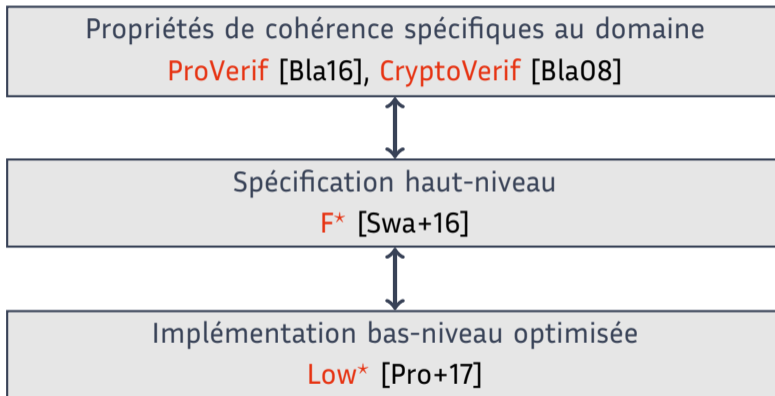 Propriétés de cohérence spécifiques au domaine
ProVerif [Bla16], CryptoVerif [Bla08]
Spécification haut-niveau
F* [Swa+16]
Implémentation bas-niveau optimisée
Low* [Pro+17]